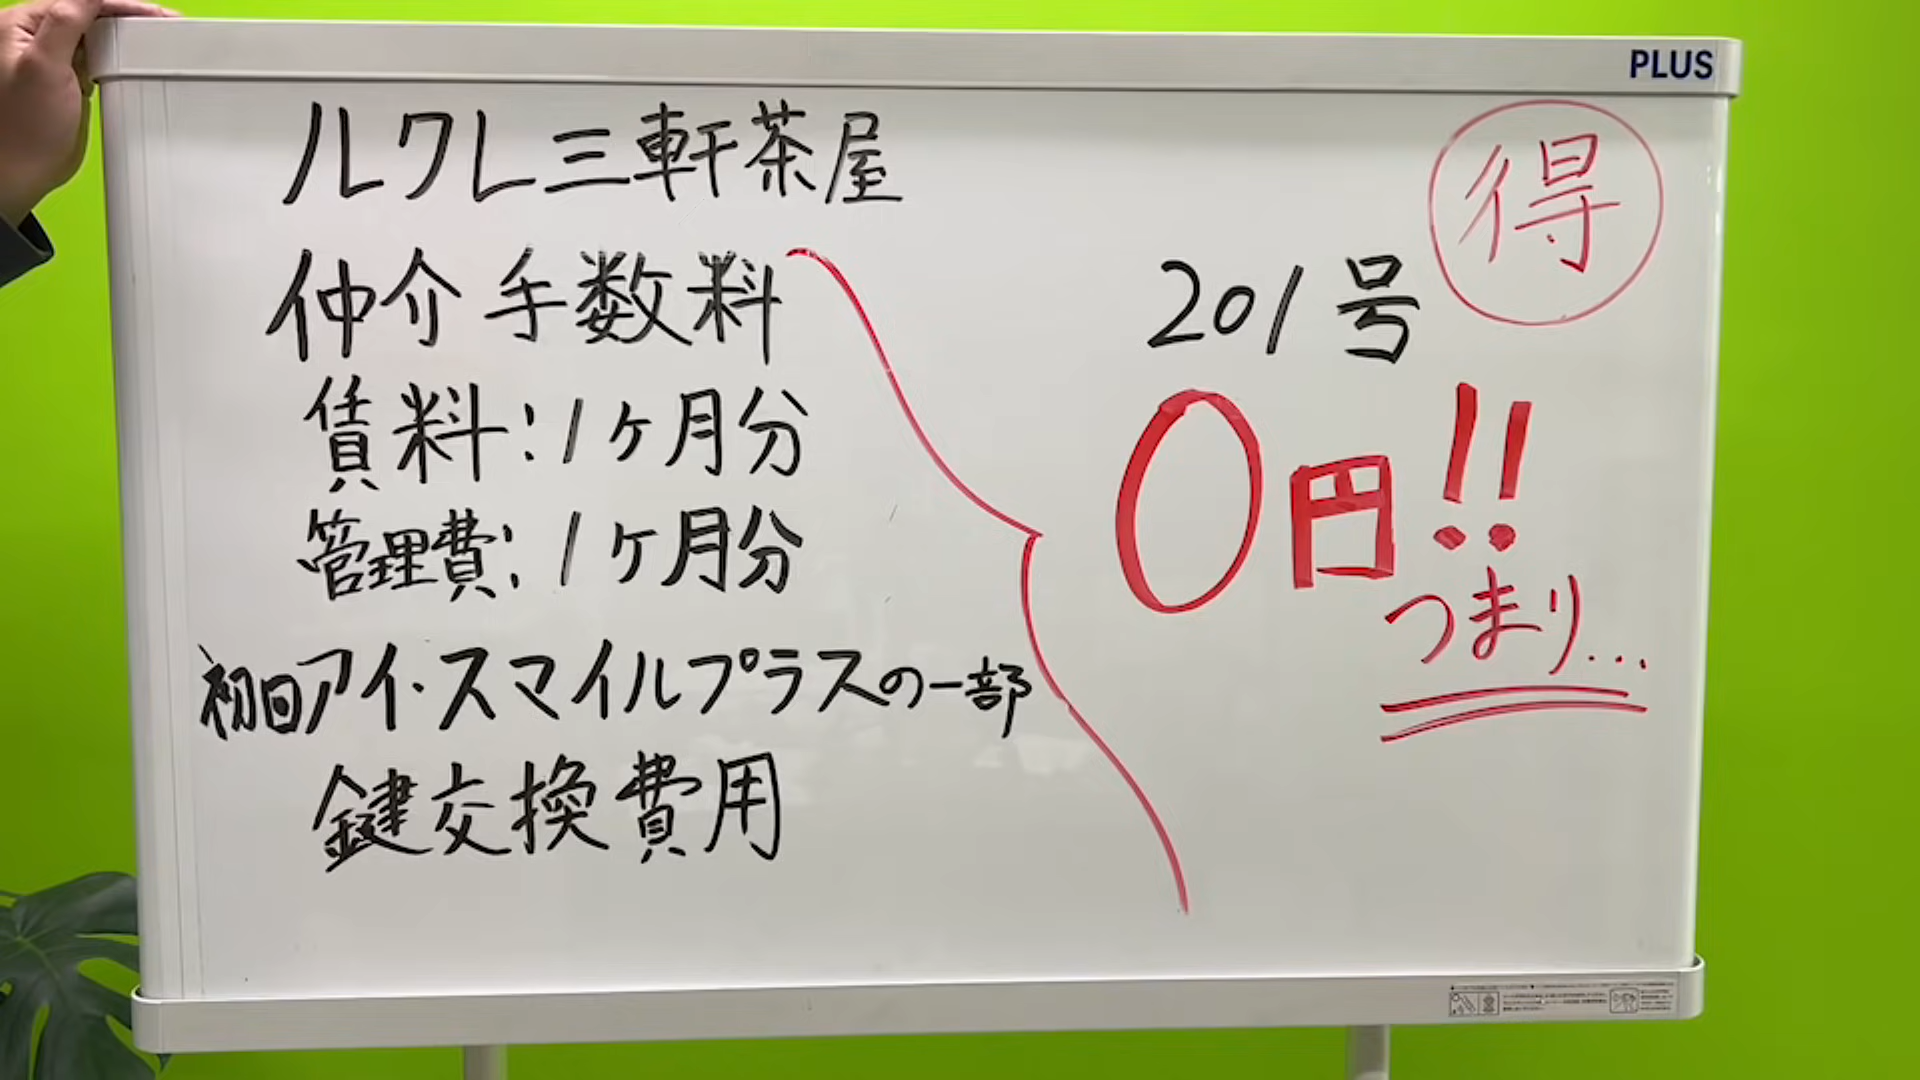 PLUS
ルクレ三軒茶屋
仲介手数料
賃料:1ヶ月分
管理費:1ヶ月分
初回アイ・スマイルプラスの一部
鍵交換費用
得
201号
0円!!
つまり...